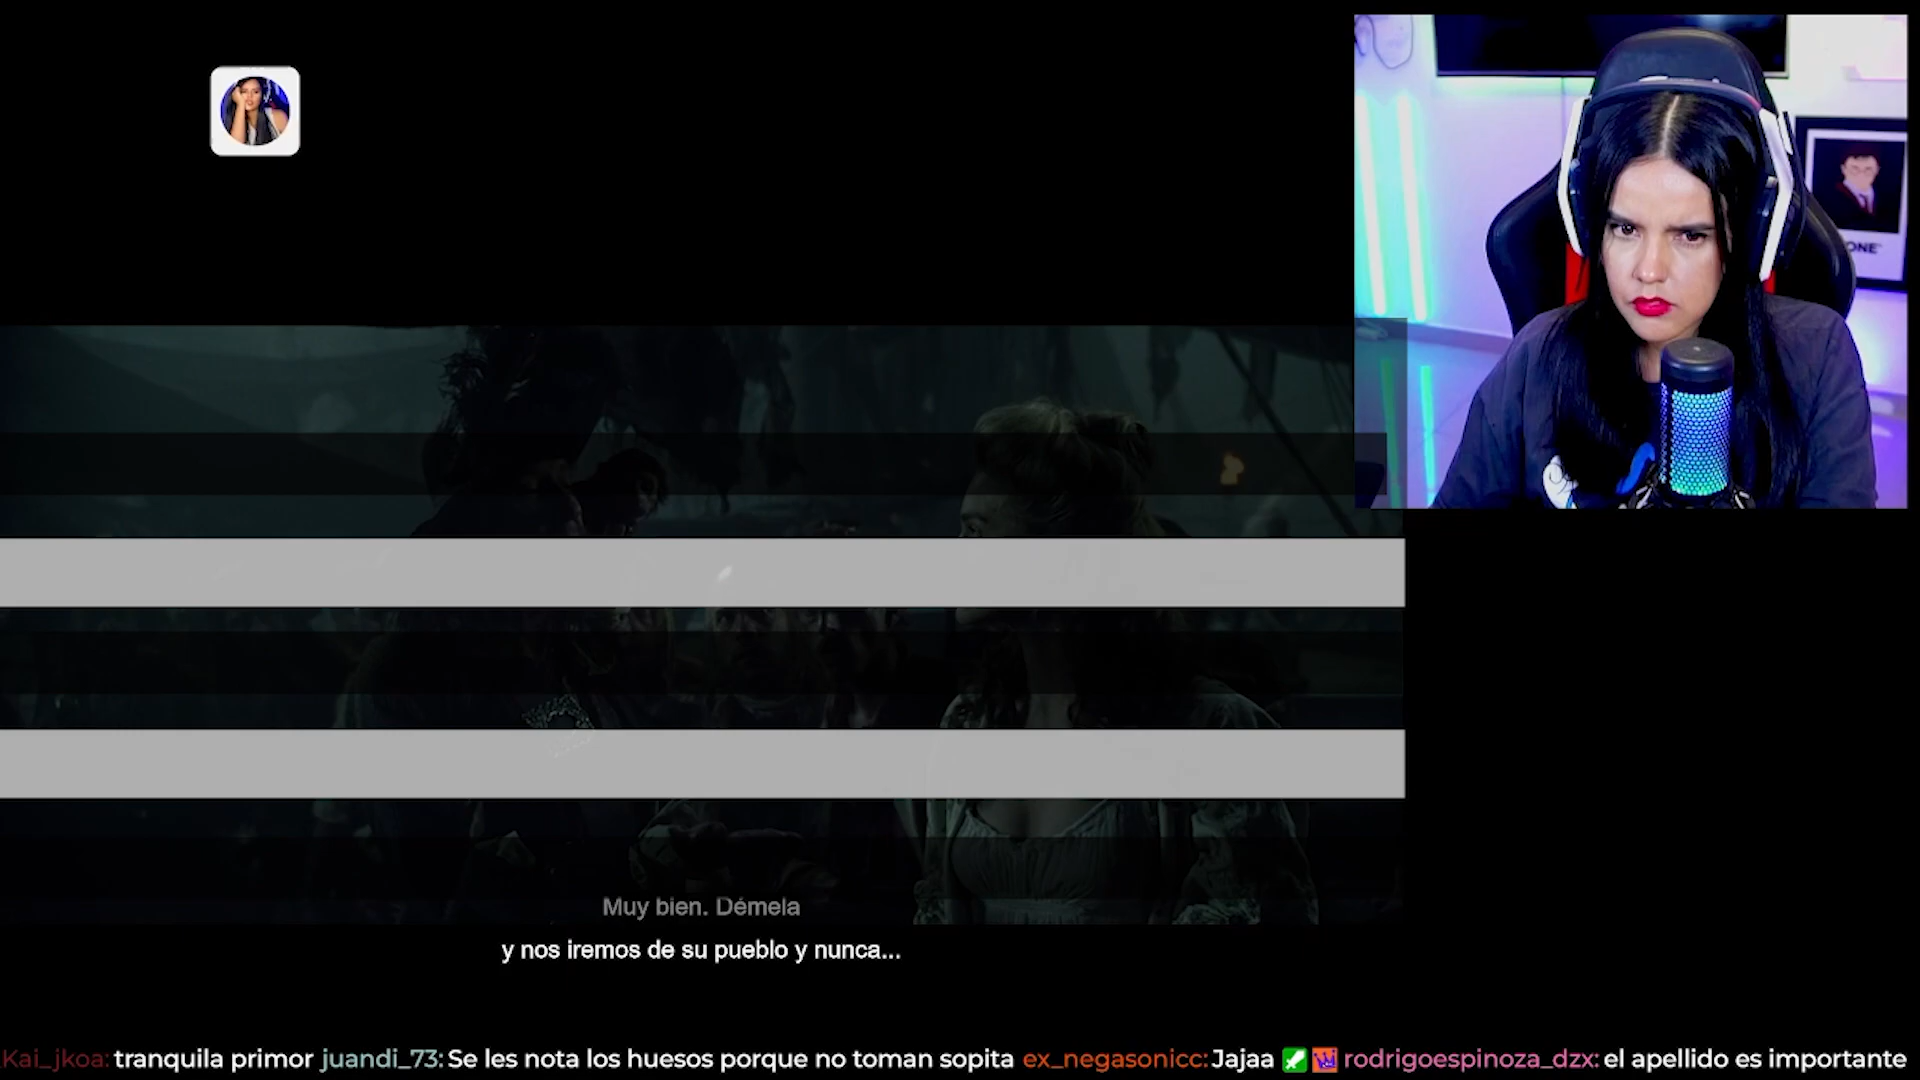 ONE
Muy bien. Démela
y nos iremos de su pueblo y nunca...
Kai_jkoa: tranquila primor juandi_73: Se les nota los huesos porque no toman sopita ex_negasonicc: Jajaa rodrigoespinoza_dzx: el apellido es importante